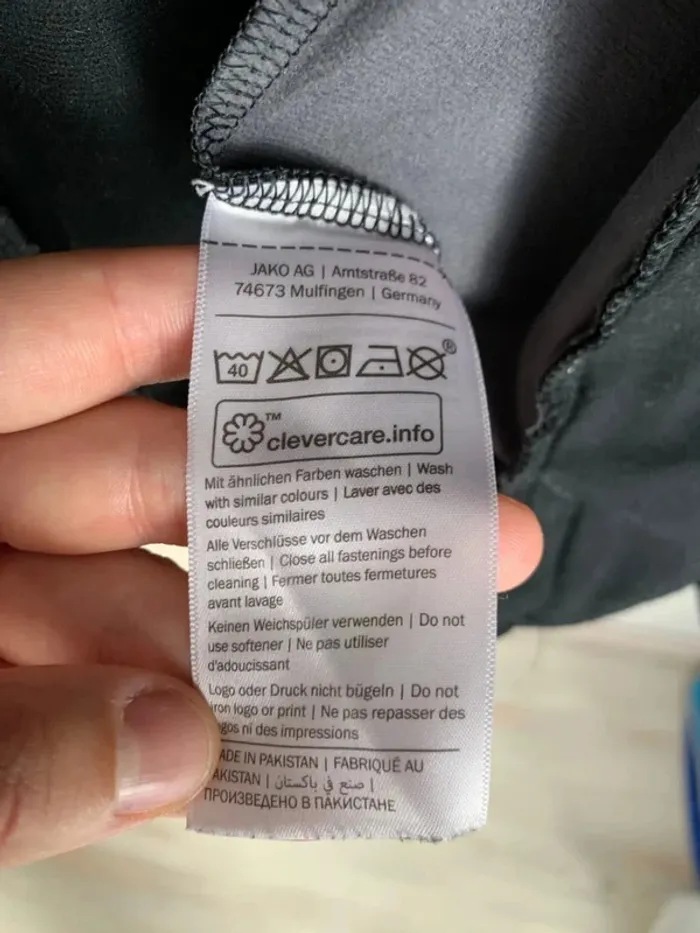 JAKO AG | Amtstraße 82
74673 Mulfingen | Germany
40
®
™
clevercare.info
Mit ähnlichen Farben waschen | Wash
with similar colours | Laver avec des
couleurs similaires
Alle Verschlüsse vor dem Waschen
schließen | Close all fastenings before
cleaning | Fermer toutes fermetures
avant lavage
Keinen Weichspüler verwenden | Do not
use softener | Ne pas utiliser
d'adoucissant
Logo oder Druck nicht bügeln | Do not
iron logo or print | Ne pas repasser des
gos ni des impressions
ADE IN PAKISTAN | FABRIQUÉ AU
AKISTAN | صنع في باكستان |
ПРОИЗВЕДЕНО В ПАКИСТАНЕ